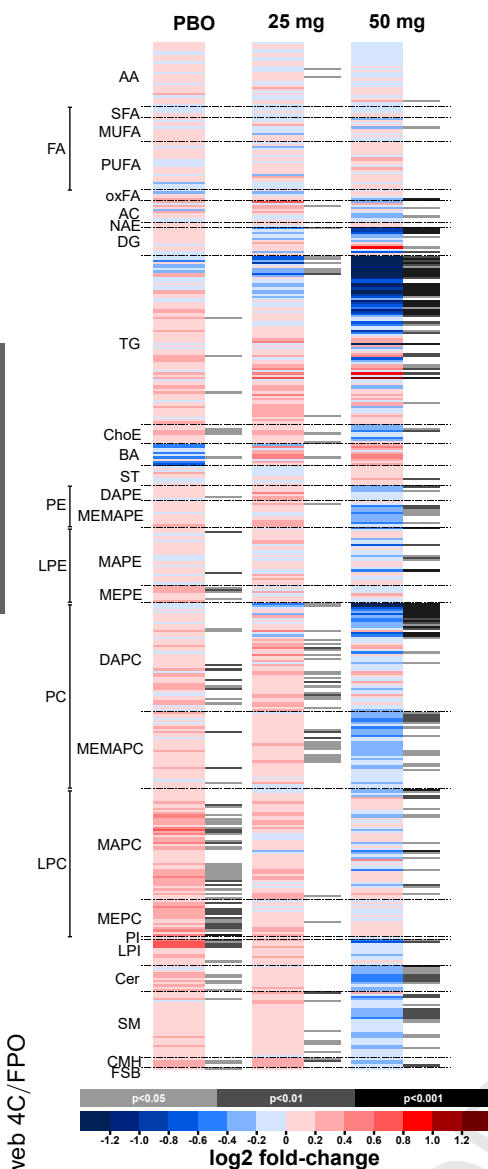 PBO 25 mg 50 mg
AA
SFA
MUFA
FA
PUFA
oxFA
AC
NAE
DG
TG
ChoE
BA
ST
DAPE
PE
MEMAPE
LPE
MAPE
MEPE
DAPC
PC
MEMAPC
MAPC
LPC
MEPC
PI
LPI
Cer
SM
CMH
FSB
p<0.05 p<0.01 p<0.001
-1.2 -1.0 -0.8 -0.6 -0.4 -0.2 0 0.2 0.4 0.6 0.8 1.0 1.2
log2 fold-change
web 4C/FPO